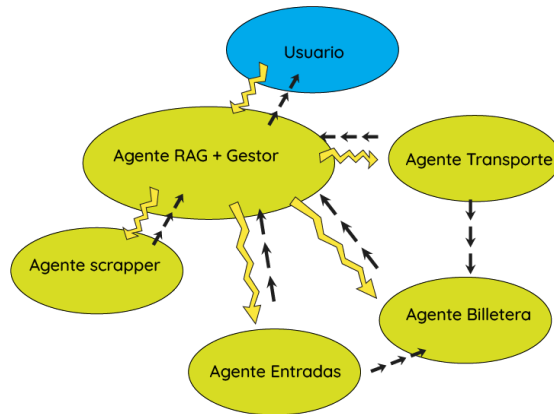 Usuario
Agente RAG + Gestor
Agente Transporte
Agente scrapper
Agente Billetera
Agente Entradas